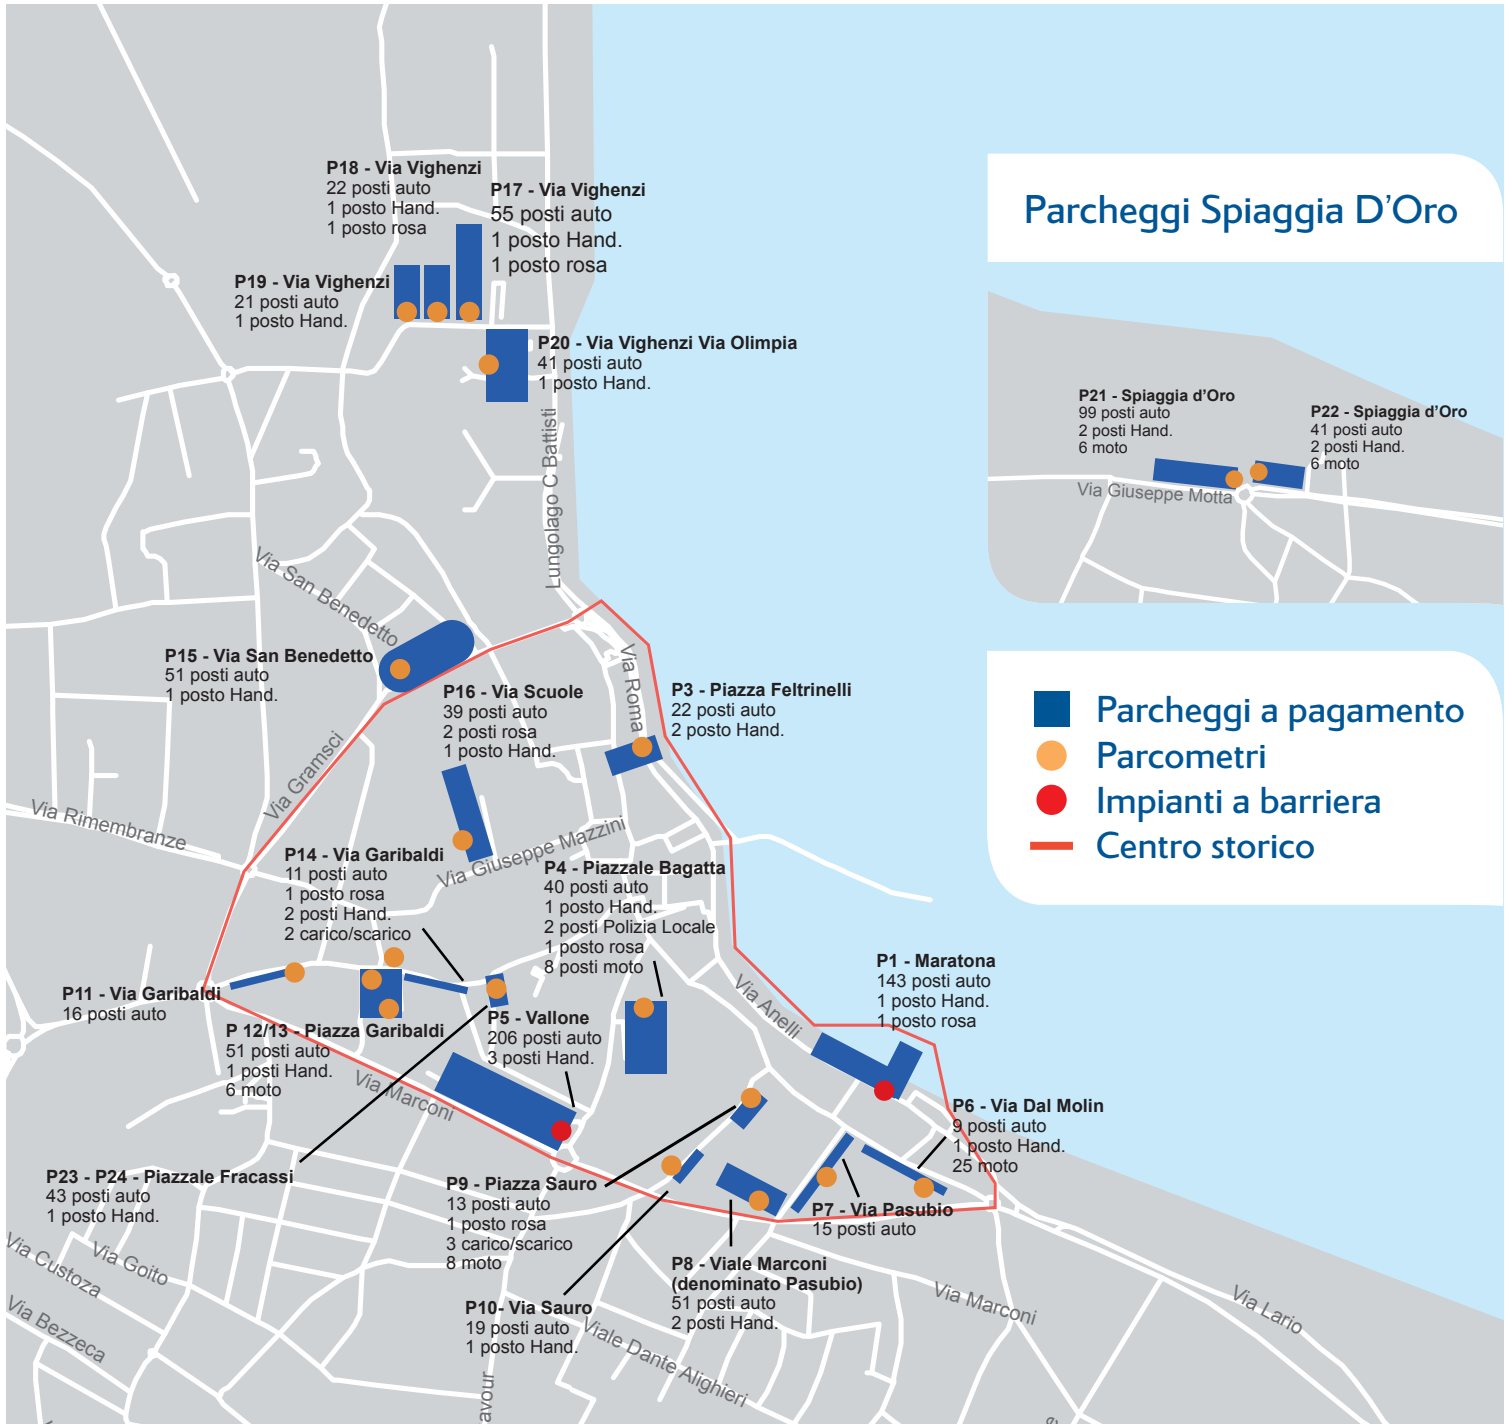 P18 - Via Vighenzi
22 posti auto
1 posto Hand.
1 posto rosa
P17 - Via Vighenzi
55 posti auto
1 posto Hand.
1 posto rosa
P19 - Via Vighenzi
21 posti auto
1 posto Hand.
P20 - Via Vighenzi Via Olimpia
41 posti auto
1 posto Hand.
Parcheggi Spiaggia D'Oro
P21 - Spiaggia d'Oro
99 posti auto
2 posti Hand.
6 moto
P22 - Spiaggia d'Oro
41 posti auto
2 posti Hand.
6 moto
Via Giuseppe Motta
Lungolago C Battisti
Via San Benedetto
P15 - Via San Benedetto
51 posti auto
1 posto Hand.
P16 - Via Scuole
39 posti auto
2 posti rosa
1 posto Hand.
Via Roma
P3 - Piazza Feltrinelli
22 posti auto
2 posto Hand.
Parcheggi a pagamento
Parcometri
Impianti a barriera
Centro storico
Via Gramsci
Via Rimembranze
Via Giuseppe Mazzini
P14 - Via Garibaldi
11 posti auto
1 posto rosa
2 posti Hand.
2 carico/scarico
P4 - Piazzale Bagatta
40 posti auto
1 posto Hand.
2 posti Polizia Locale
1 posto rosa
8 posti moto
P1 - Maratona
143 posti auto
1 posto Hand.
1 posto rosa
Via Anelli
P11 - Via Garibaldi
16 posti auto
P 12/13 - Piazza Garibaldi
51 posti auto
1 posti Hand.
6 moto
P5 - Vallone
206 posti auto
3 posti Hand.
Via Marconi
P6 - Via Dal Molin
9 posti auto
1 posto Hand.
25 moto
P23 - P24 - Piazzale Fracassi
43 posti auto
1 posto Hand.
P9 - Piazza Sauro
13 posti auto
1 posto rosa
3 carico/scarico
8 moto
P7 - Via Pasubio
15 posti auto
P8 - Viale Marconi
(denominato Pasubio)
51 posti auto
2 posti Hand.
P10- Via Sauro
19 posti auto
1 posto Hand.
Via Custoza
Via Goito
Via Bezzeca
Via Marconi
Via Lario
Viale Dante Alighieri
avour